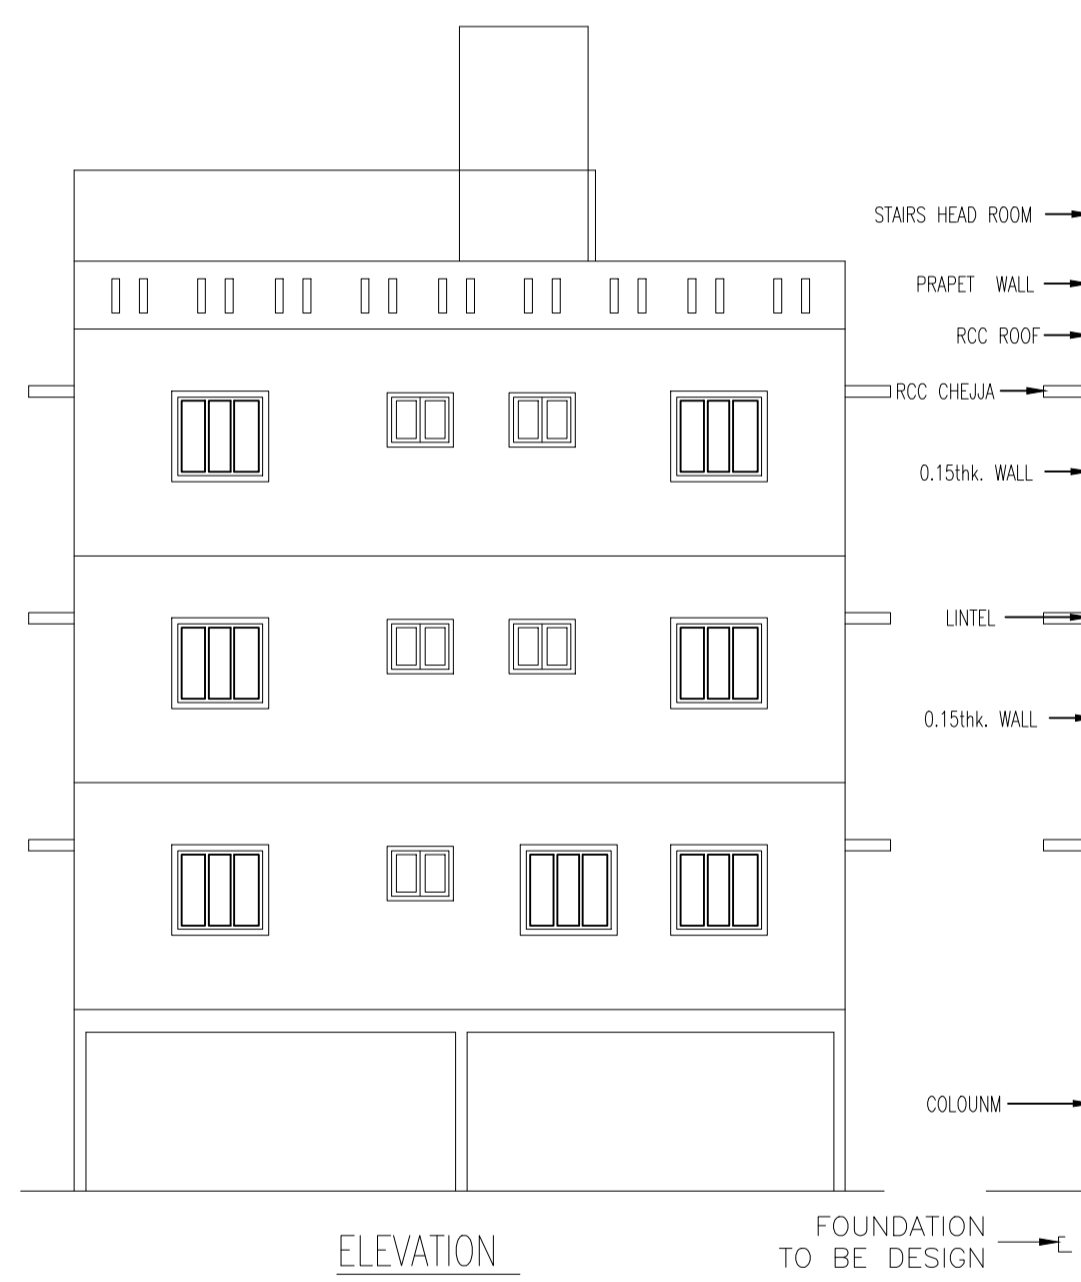 STAIRS HEAD ROOM
PRAPET WALL
RCC ROOF
RCC CHEJJA
0.15thk. WALL
LINTEL
0.15thk. WALL
COLOUNM
FOUNDATION
TO BE DESIGN
ELEVATION